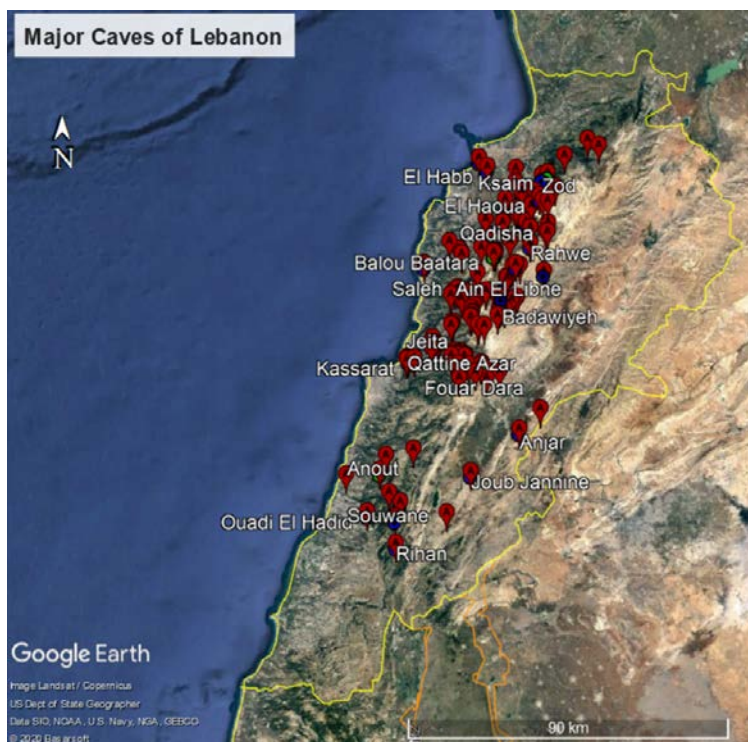 Major Caves of Lebanon
N
El Habb
Ksaim
Zod
El Haoua
Qadisha
Rahwe
Balou Baatara
Saleh
Ain El Libne
Badawiyeh
Jeita
Kassarat
Qattine Azar
Fouar Dara
Anjar
Anout
Joub Jannine
Souwane
Ouadi El Hadid
Rihan
Google Earth
Image Landsat / Copernicus
US Dept of State Geographer
Data SIO, NOAA, U.S. Navy, NGA, GEBCO
© 2020 Basarsoft
90 km